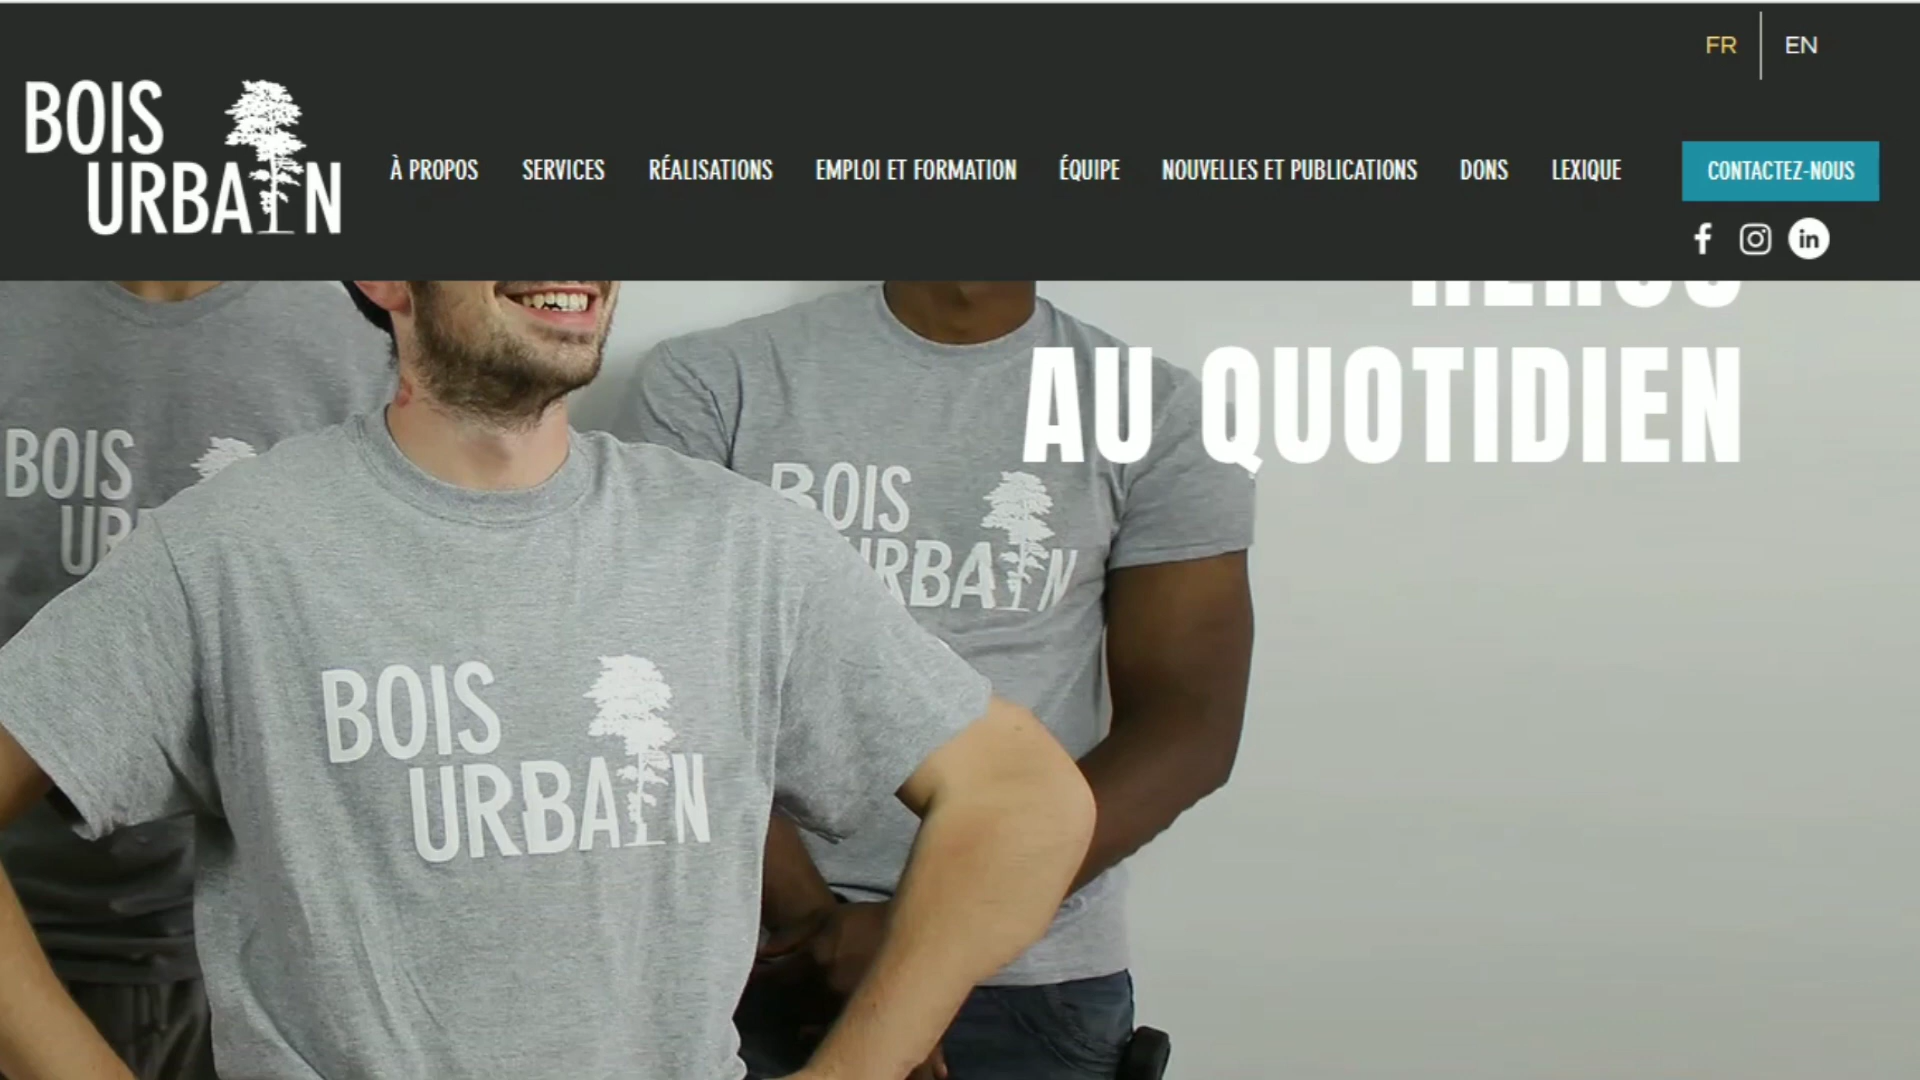 FR
EN
BOIS
URBAIN
À PROPOS
SERVICES
RÉALISATIONS
EMPLOI ET FORMATION
ÉQUIPE
NOUVELLES ET PUBLICATIONS
DONS
LEXIQUE
CONTACTEZ-NOUS
in
AU QUOTIDIEN
BOIS
BOIS
URBAIN
BOIS
URBAIN